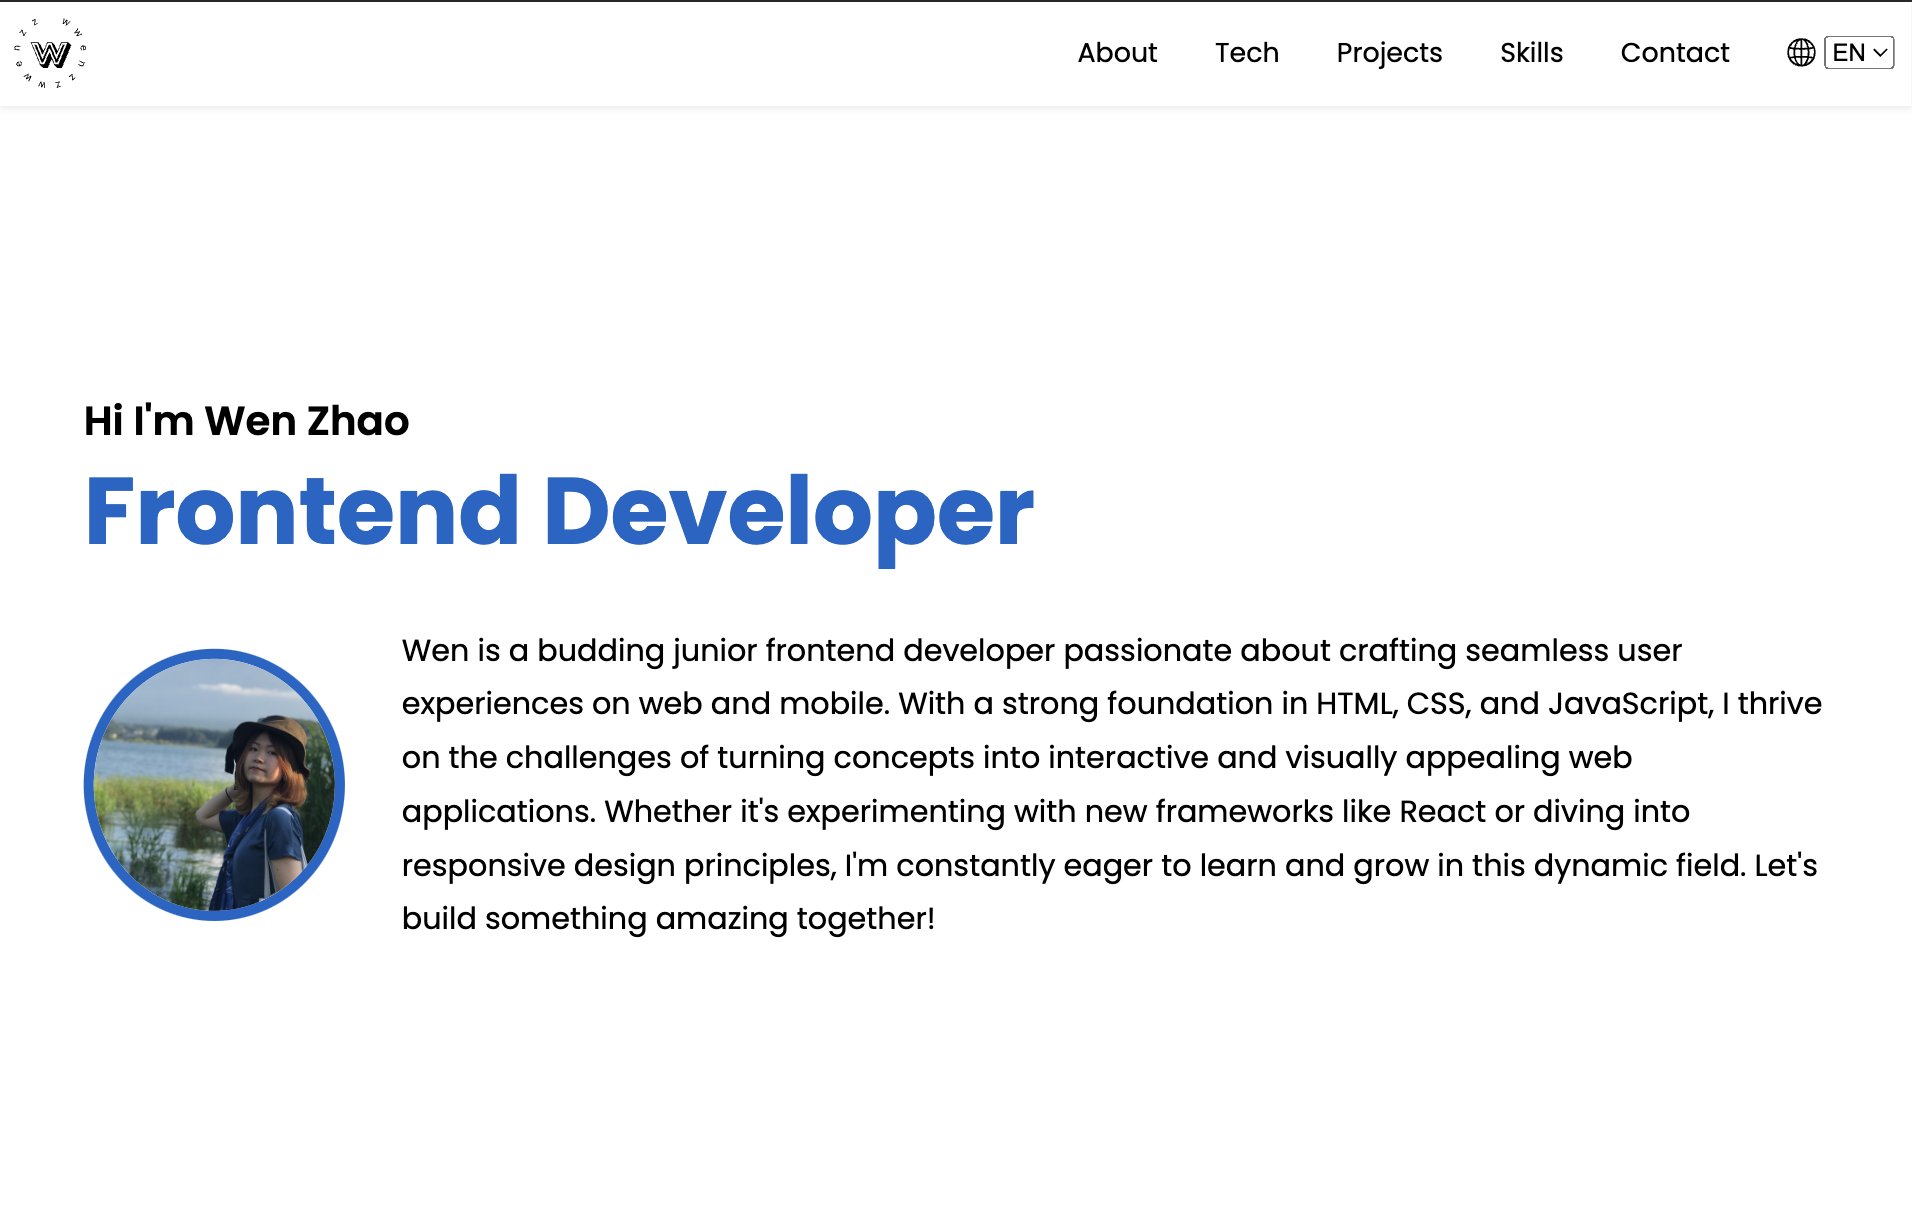 W
wwenzzwwenzz
About Tech Projects Skills Contact EN
Hi I'm Wen Zhao
Frontend Developer
Wen is a budding junior frontend developer passionate about crafting seamless user
experiences on web and mobile. With a strong foundation in HTML, CSS, and JavaScript, I thrive
on the challenges of turning concepts into interactive and visually appealing web
applications. Whether it's experimenting with new frameworks like React or diving into
responsive design principles, I'm constantly eager to learn and grow in this dynamic field. Let's
build something amazing together!